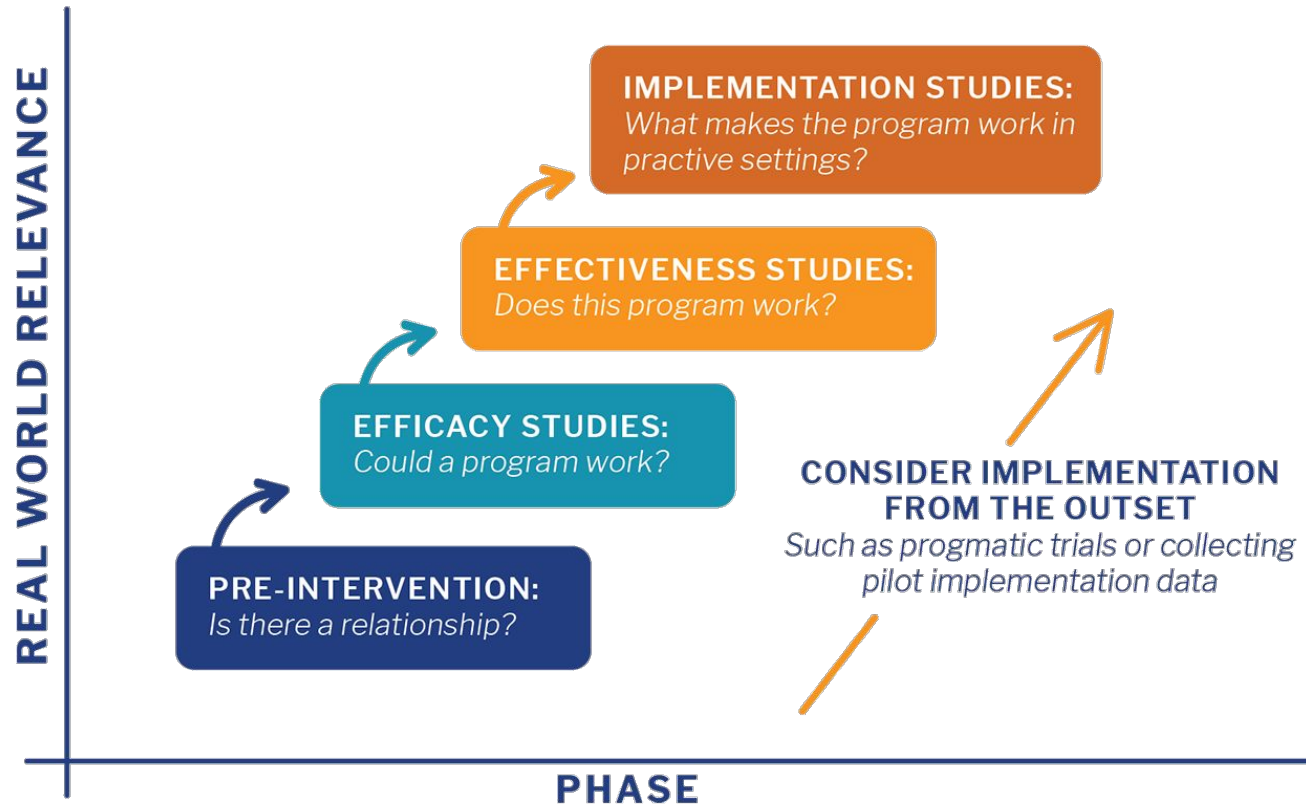 REAL WORLD RELEVANCE
IMPLEMENTATION STUDIES:
What makes the program work in
practive settings?
EFFECTIVENESS STUDIES:
Does this program work?
EFFICACY STUDIES:
Could a program work?
PRE-INTERVENTION:
Is there a relationship?
CONSIDER IMPLEMENTATION
FROM THE OUTSET
Such as progmatic trials or collecting
pilot implementation data
PHASE